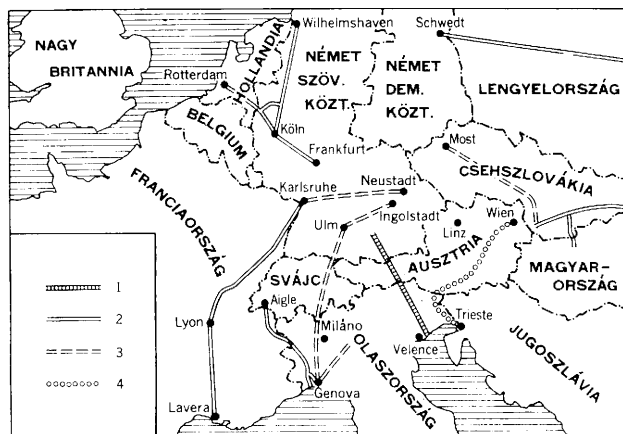 Wilhelmshaven
Schwedt
NAGY
BRITANNIA
HOLLANDIA
NÉMET
SZÖV.
KÖZT.
NÉMET
DEM.
KÖZT.
LENGYELORSZÁG
Rotterdam
BELGIUM
Köln
Frankfurt
Most
CSEHSZLOVÁKIA
FRANCIAORSZÁG
Karlsruhe
Neustadt
Ingolstadt
Ulm
Linz
Wien
AUSZTRIA
MAGYAR-
ORSZÁG
SVÁJC
Aigle
Lyon
Miláno
Velence
Trieste
OLASZORSZÁG
JUGOSZLÁVIA
Genova
Lavera
1
2
3
4